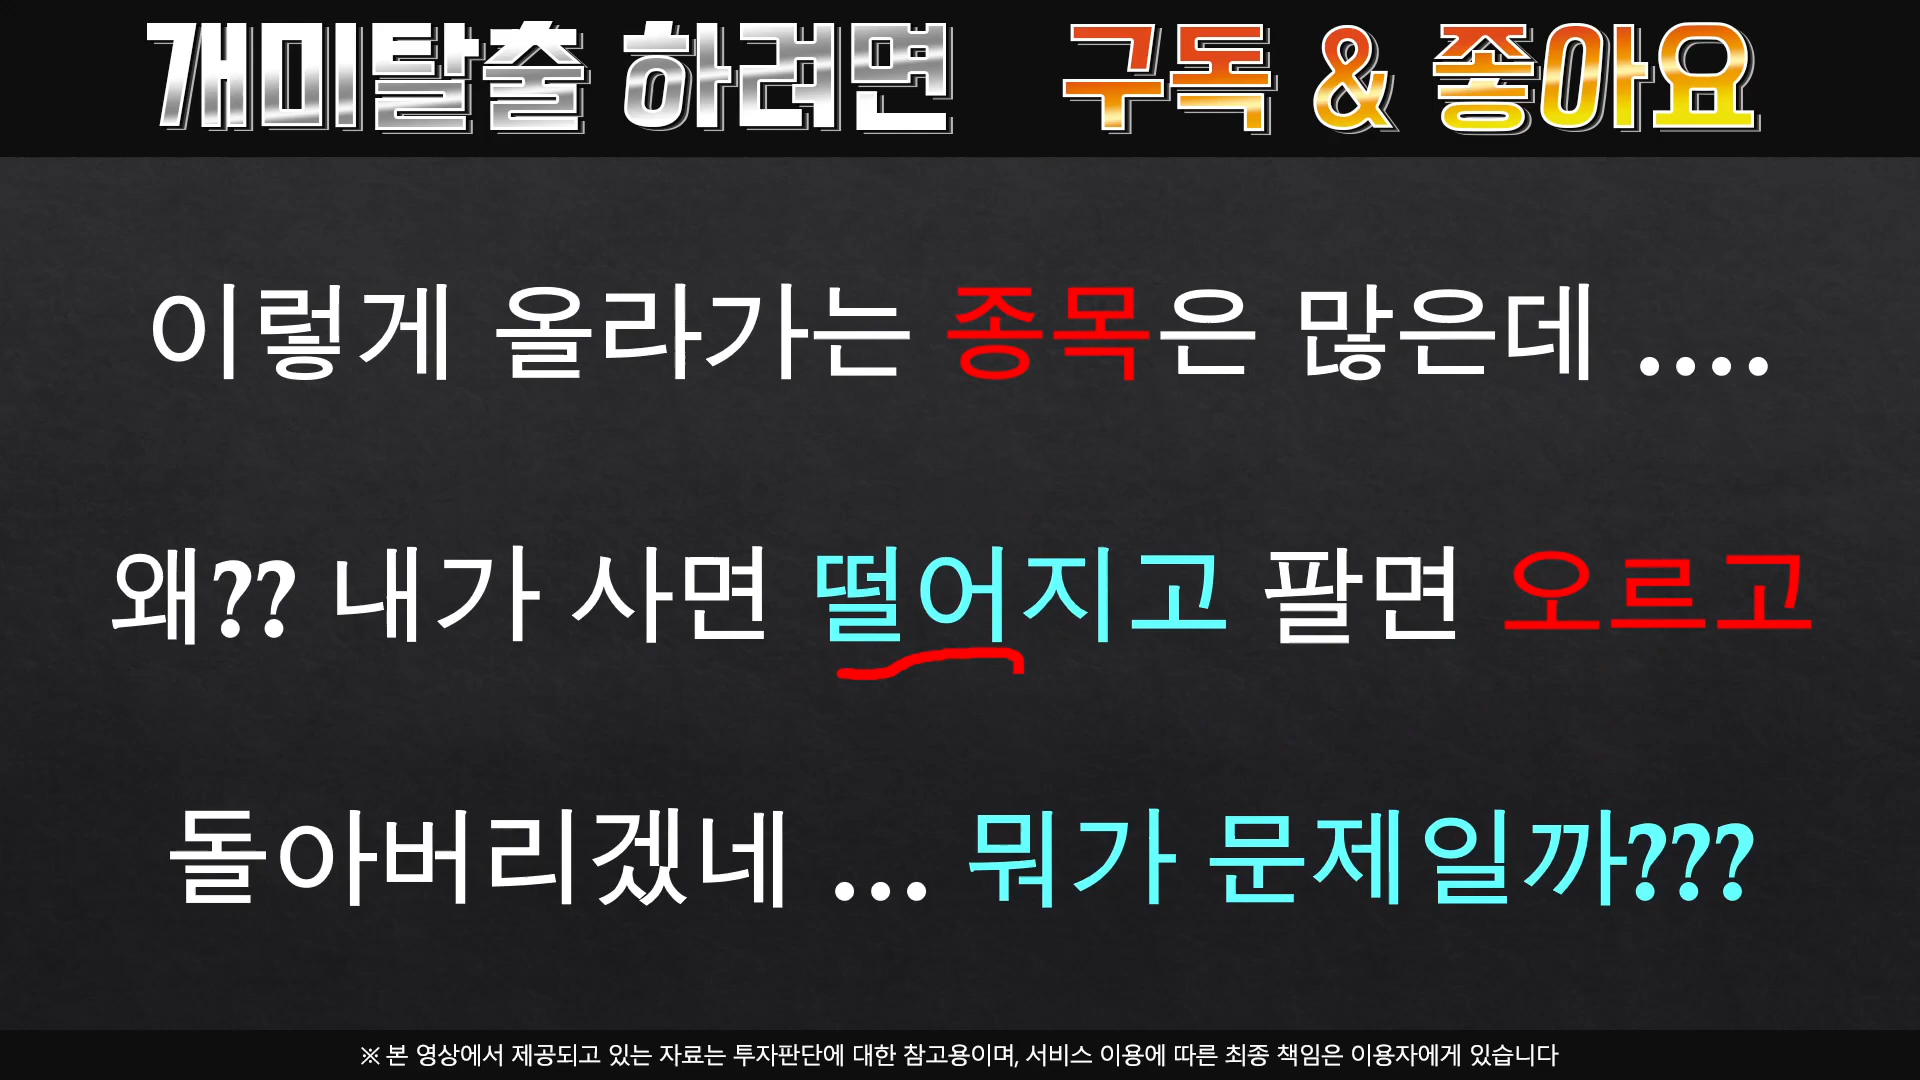 개미탈출 하려면 구독 & 좋아요
이렇게 올라가는 종목은 많은데 ....
왜?? 내가 사면 떨어지고 팔면 오르고
돌아버리겠네 ... 뭐가 문제일까???
※ 본 영상에서 제공되고 있는 자료는 투자판단에 대한 참고용이며, 서비스 이용에 따른 최종 책임은 이용자에게 있습니다